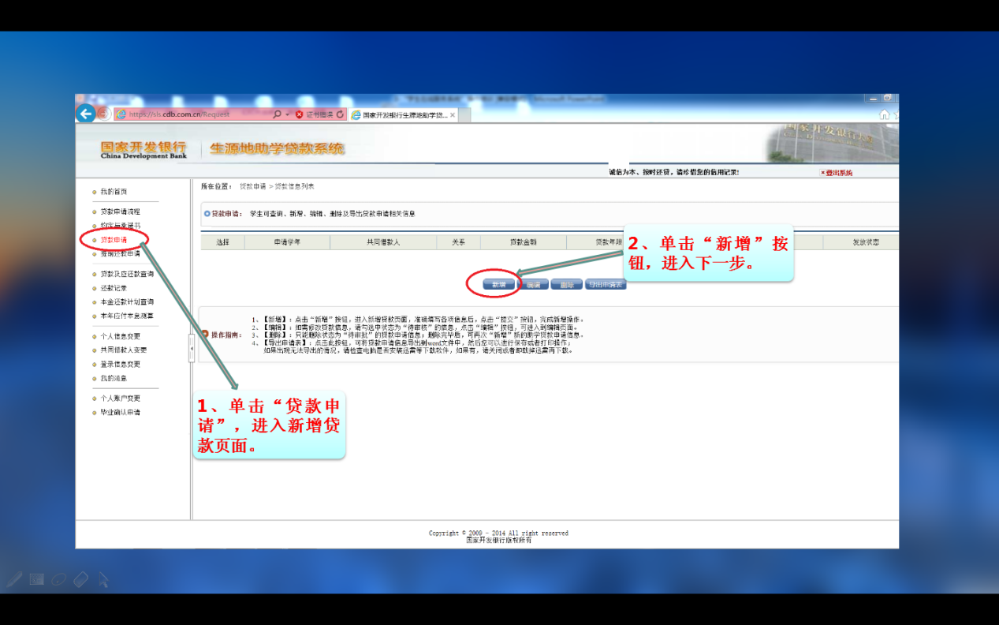 https://sls.cdb.com.cn/Request
证书错误
国家开发银行生源地助学贷...
国家开发银行
China Development Bank
生源地助学贷款系统
诚信为本、按时还贷，请珍惜您的信用记录!
登出系统
我的首页
贷款申请流程
约定与承诺书
贷款申请
提前还款申请
贷款及应还款查询
还款记录
本金还款计划查询
本年应付本息测算
个人信息变更
共同借款人变更
登录信息变更
我的消息
个人账户变更
毕业确认申请
所在位置： 贷款申请 >贷款信息列表
贷款申请： 学生可查询、新增、编辑、删除及导出贷款申请相关信息
选择 申请学年 共同借款人 关系 贷款金额 贷款年限 发放状态
2、单击“新增”按
钮，进入下一步。
新增 编辑 删除 导出申请表
操作指南：
1、【新增】：点击“新增”按钮，进入新增贷款页面，准确填写各项信息后，点击“提交”按钮，完成新增操作。
2、【编辑】：如需修改贷款信息，请勾选中状态为“待审核”的信息，点击“编辑”按钮，可进入到编辑页面。
3、【删除】：只能删除状态为“待审批”的贷款申请信息；删除完毕后，可再次“新增”新的助学贷款申请信息。
4、【导出申请表】：点击此按钮，可将贷款申请信息导出到word文件中，然后您可以进行保存或者打印操作；
如果出现无法导出的情况，请检查电脑是否安装迅雷等下载软件，如果有，请关闭或者卸载掉迅雷再下载。
1、单击“贷款申
请”，进入新增贷
款页面。
Copyright © 2009 - 2014 All right reserved
国家开发银行版权所有